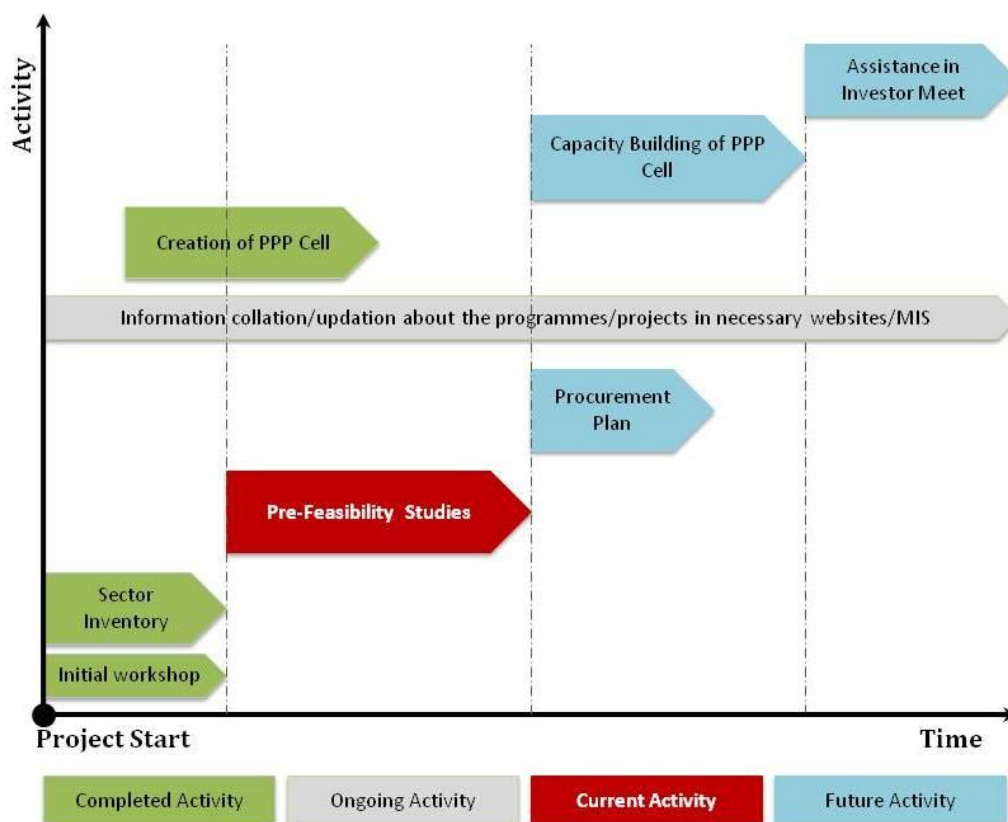 Activity
Assistance in
Investor Meet
Capacity Building of PPP
Cell
Creation of PPP Cell
Information collation/updation about the programmes/projects in necessary websites/MIS
Procurement
Plan
Pre-Feasibility Studies
Sector
Inventory
Initial workshop
Project Start
Time
Completed Activity
Ongoing Activity
Current Activity
Future Activity